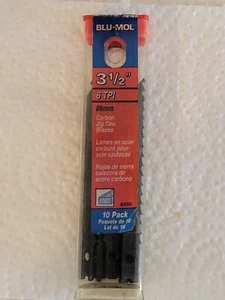 BLU-MOL
3 1/2"
6 TPI
89mm
Carbon
Jig Saw
Blades
Lames en acier
carburé pour
scie sauteuse
Hojas de sierra
caladora de
acero carbono
10 Pack
Paquete de 10
Lot de 10